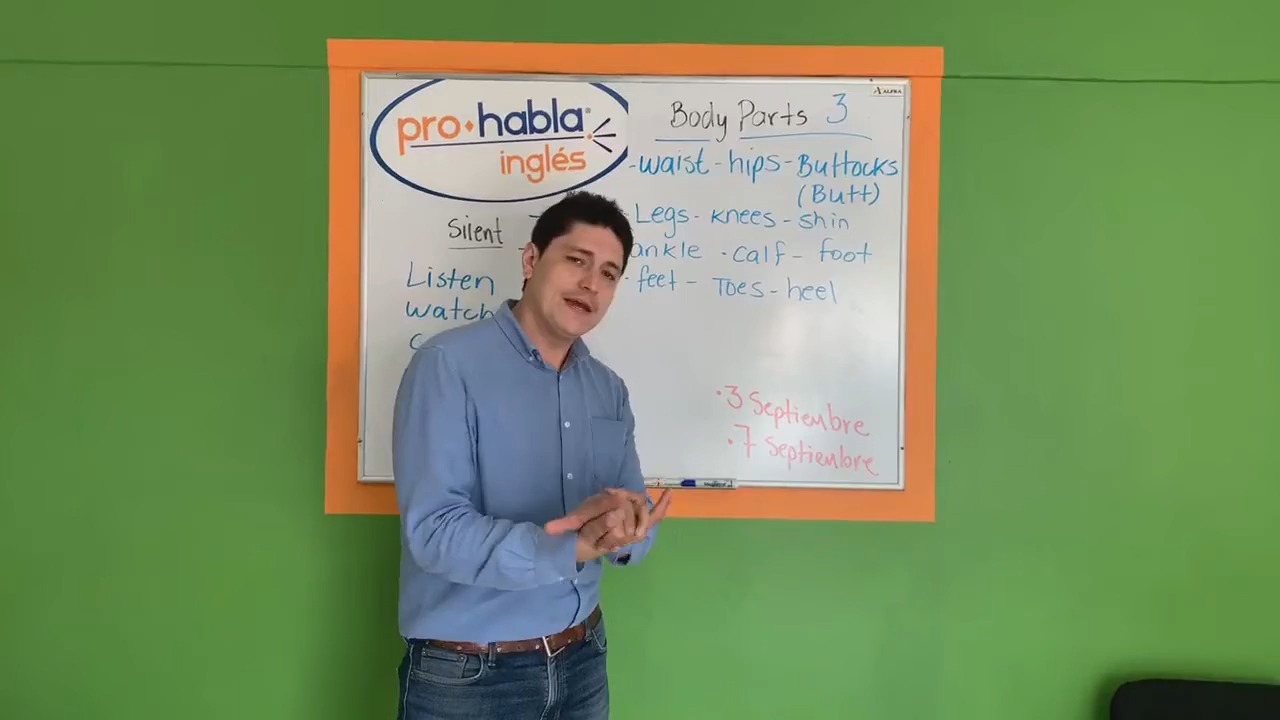 pro•habla®
inglés
Silent
Listen
watch
Body Parts 3
-waist - hips - Buttocks
(Butt)
Legs - knees - shin
ankle • calf - foot
• feet - Toes - heel
• 3 Septiembre
• 7 Septiembre
ALFRA